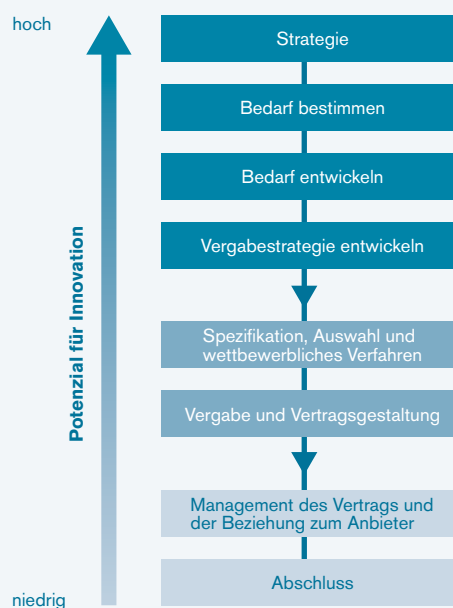 hoch
Potenzial für Innovation
niedrig
Strategie
Bedarf bestimmen
Bedarf entwickeln
Vergabestrategie entwickeln
Spezifikation, Auswahl und
wettbewerbliches Verfahren
Vergabe und Vertragsgestaltung
Management des Vertrags und
der Beziehung zum Anbieter
Abschluss